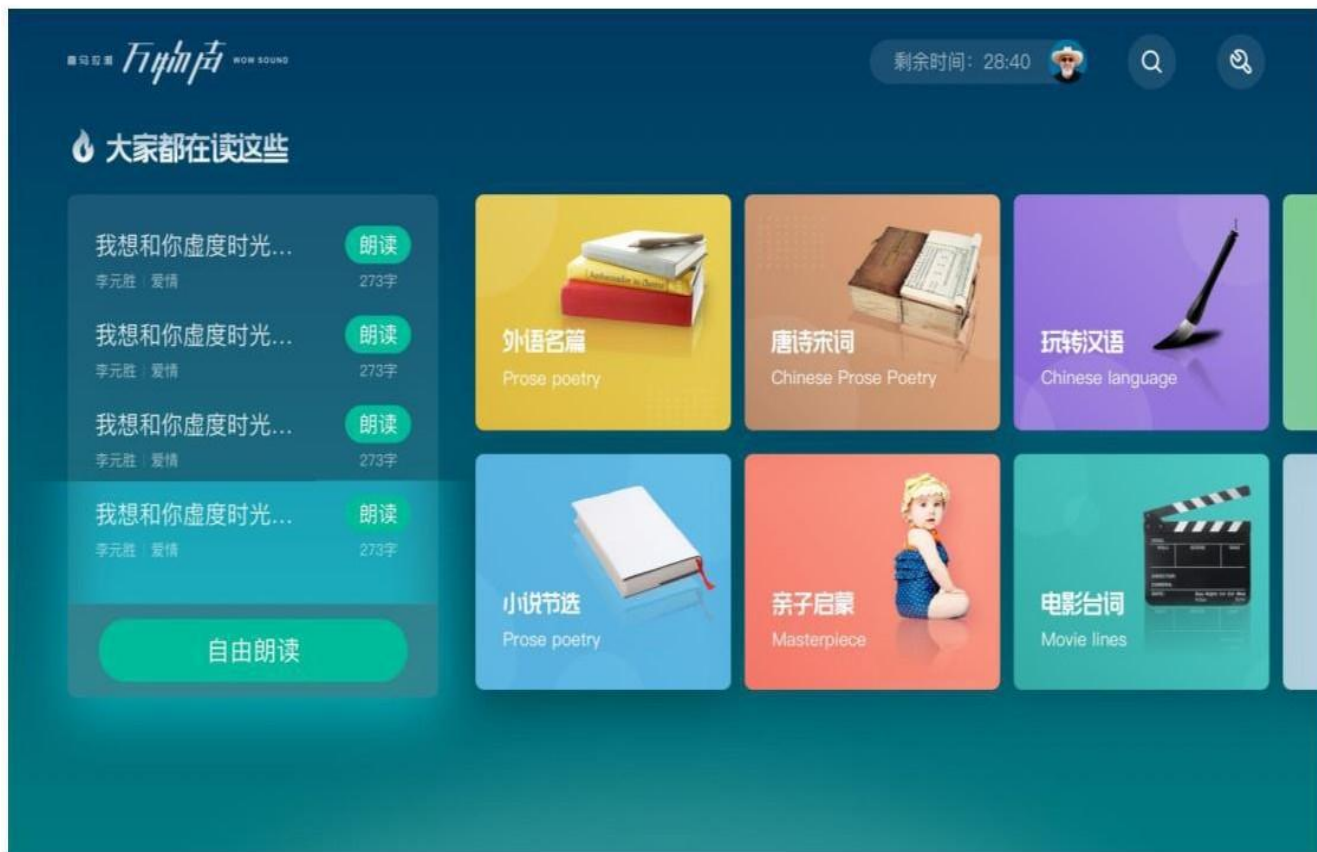 喜马拉雅 万物声 WOW SOUND
剩余时间：28:40
大家都在读这些
我想和你虚度时光... 朗读
李元胜 | 爱情 273字
我想和你虚度时光... 朗读
李元胜 | 爱情 273字
我想和你虚度时光... 朗读
李元胜 | 爱情 273字
我想和你虚度时光... 朗读
李元胜 | 爱情 273字
自由朗读
外语名篇
Prose poetry
唐诗宋词
Chinese Prose Poetry
玩转汉语
Chinese language
小说节选
Prose poetry
亲子启蒙
Masterpiece
电影台词
Movie lines